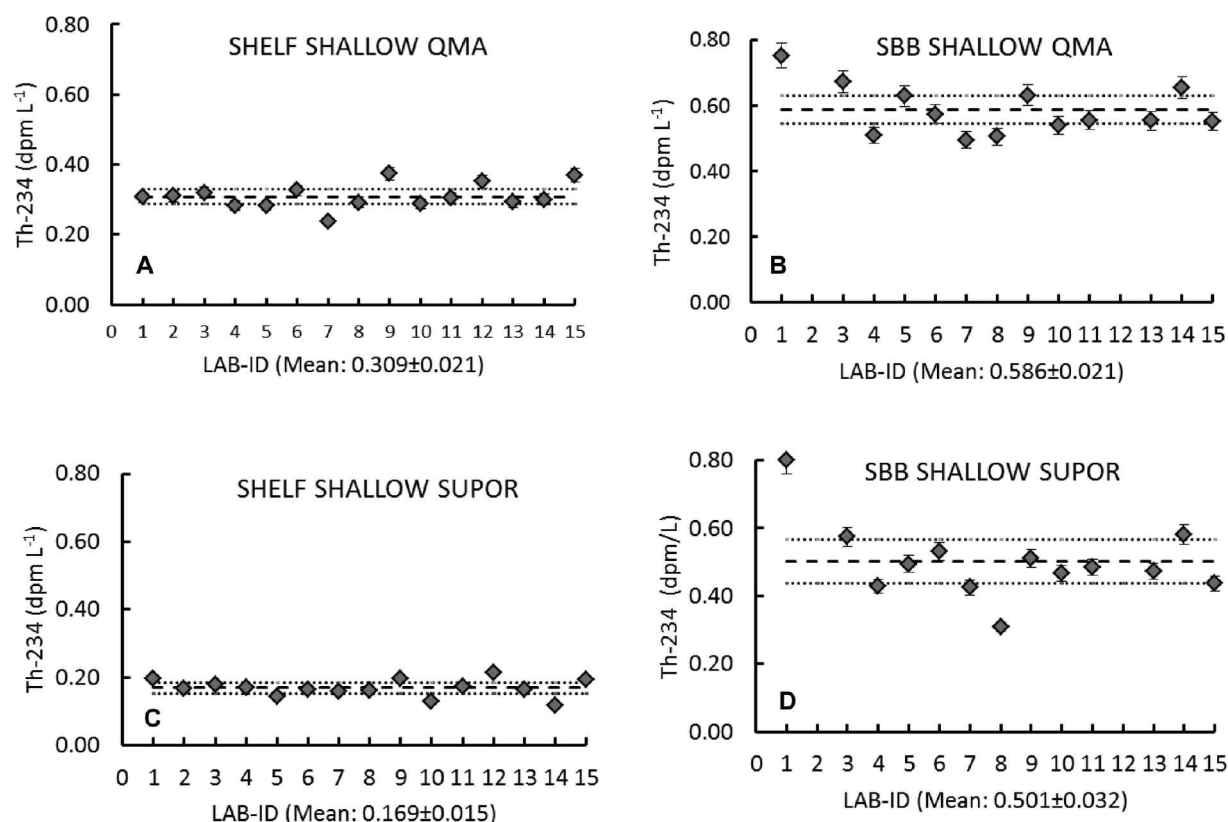 SHELF SHALLOW QMA
Th-234 (dpm L⁻¹)
0.80
0.60
0.40
0.20
0.00
A
0 1 2 3 4 5 6 7 8 9 10 11 12 13 14 15
LAB-ID (Mean: 0.309±0.021)
SBB SHALLOW QMA
Th-234 (dpm L⁻¹)
0.80
0.60
0.40
0.20
0.00
B
0 1 2 3 4 5 6 7 8 9 10 11 12 13 14 15
LAB-ID (Mean: 0.586±0.021)
SHELF SHALLOW SUPOR
Th-234 (dpm L⁻¹)
0.80
0.60
0.40
0.20
0.00
C
0 1 2 3 4 5 6 7 8 9 10 11 12 13 14 15
LAB-ID (Mean: 0.169±0.015)
SBB SHALLOW SUPOR
Th-234 (dpm/L)
0.80
0.60
0.40
0.20
0.00
D
0 1 2 3 4 5 6 7 8 9 10 11 12 13 14 15
LAB-ID (Mean: 0.501±0.032)